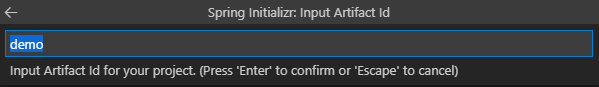 Spring Initializr: Input Artifact Id
demo
Input Artifact Id for your project. (Press 'Enter' to confirm or 'Escape' to cancel)